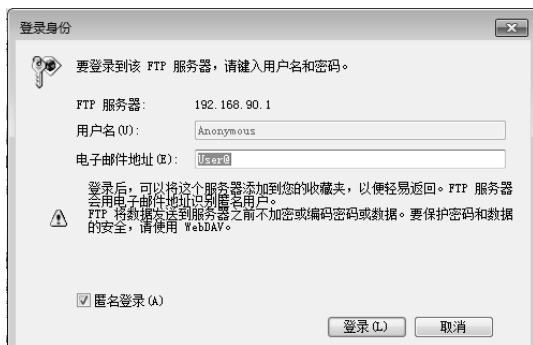 登录身份
要登录到该 FTP 服务器，请键入用户名和密码。
FTP 服务器: 192.168.90.1
用户名(U): Anonymous
电子邮件地址(E): User@
登录后，可以将这个服务器添加到您的收藏夹，以便轻易返回。FTP 服务器
会用电子邮件地址识别匿名用户。
FTP 将数据发送到服务器之前不加密或编码密码或数据。要保护密码和数据
的安全，请使用 WebDAV。
匿名登录(A)
登录(L) 取消